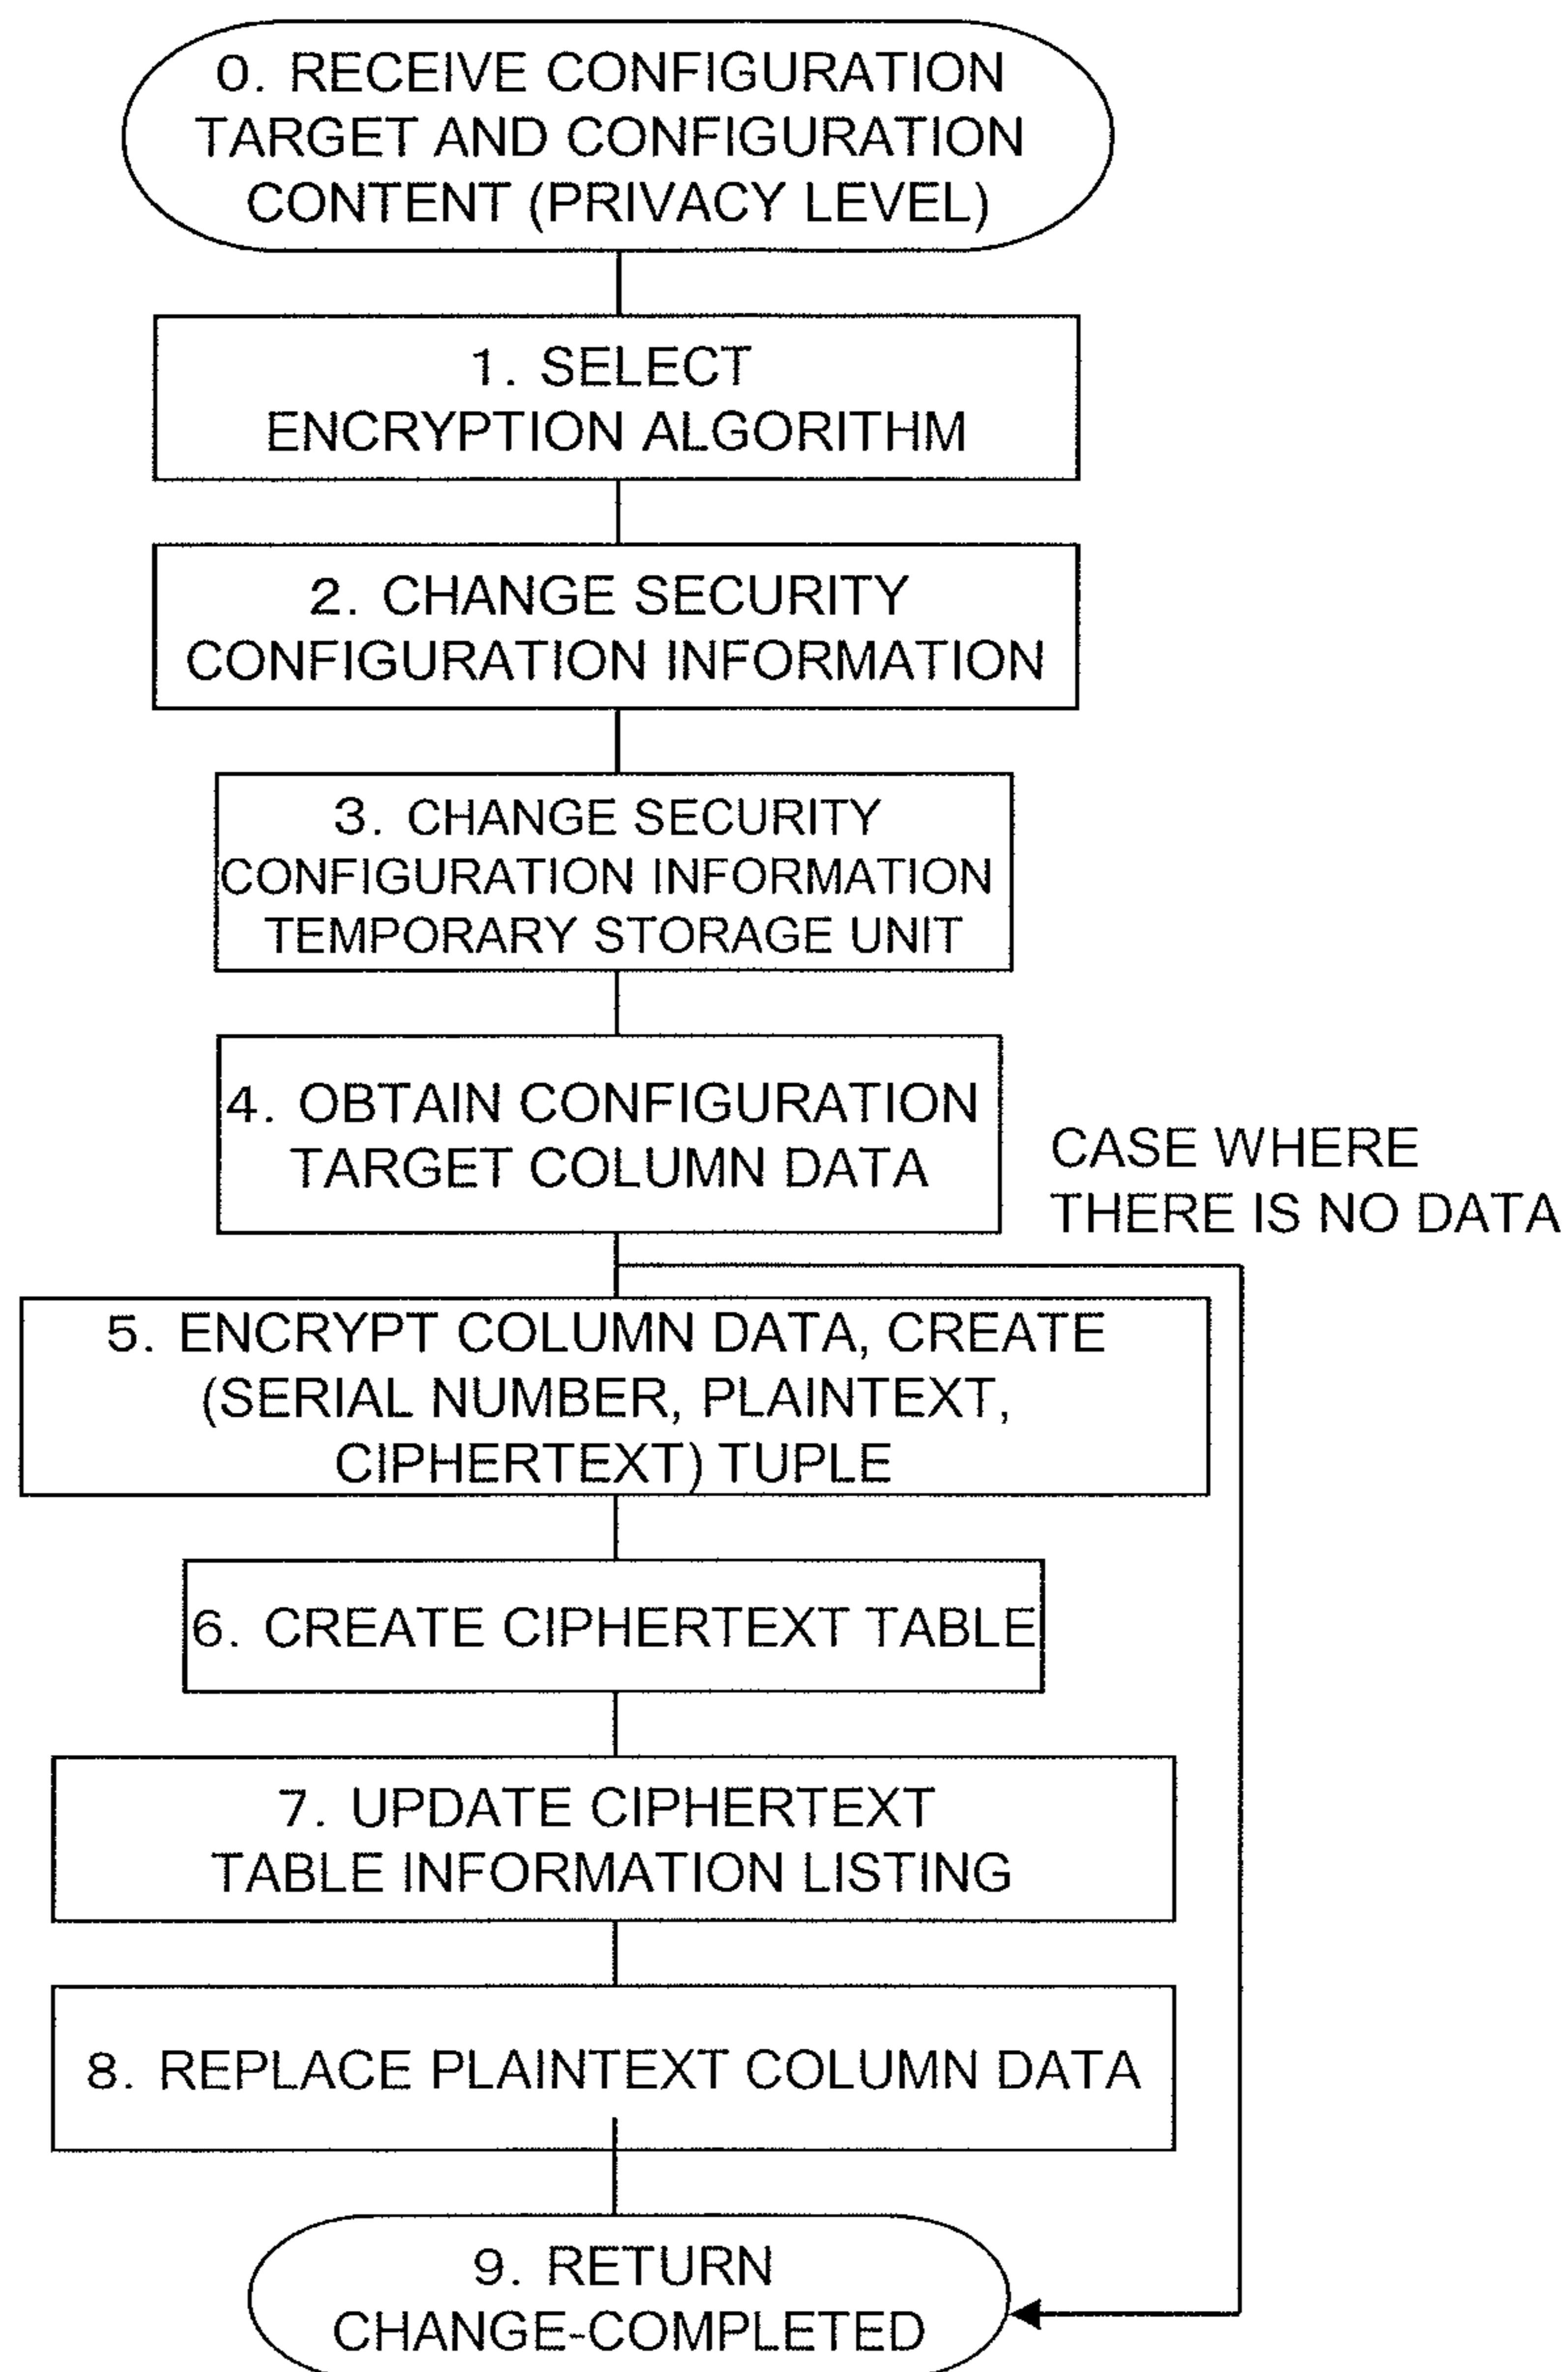 0. RECEIVE CONFIGURATION
TARGET AND CONFIGURATION
CONTENT (PRIVACY LEVEL)
1. SELECT
ENCRYPTION ALGORITHM
2. CHANGE SECURITY
CONFIGURATION INFORMATION
3. CHANGE SECURITY
CONFIGURATION INFORMATION
TEMPORARY STORAGE UNIT
4. OBTAIN CONFIGURATION
TARGET COLUMN DATA
CASE WHERE
THERE IS NO DATA
5. ENCRYPT COLUMN DATA, CREATE
(SERIAL NUMBER, PLAINTEXT,
CIPHERTEXT) TUPLE
6. CREATE CIPHERTEXT TABLE
7. UPDATE CIPHERTEXT
TABLE INFORMATION LISTING
8. REPLACE PLAINTEXT COLUMN DATA
9. RETURN
CHANGE-COMPLETED